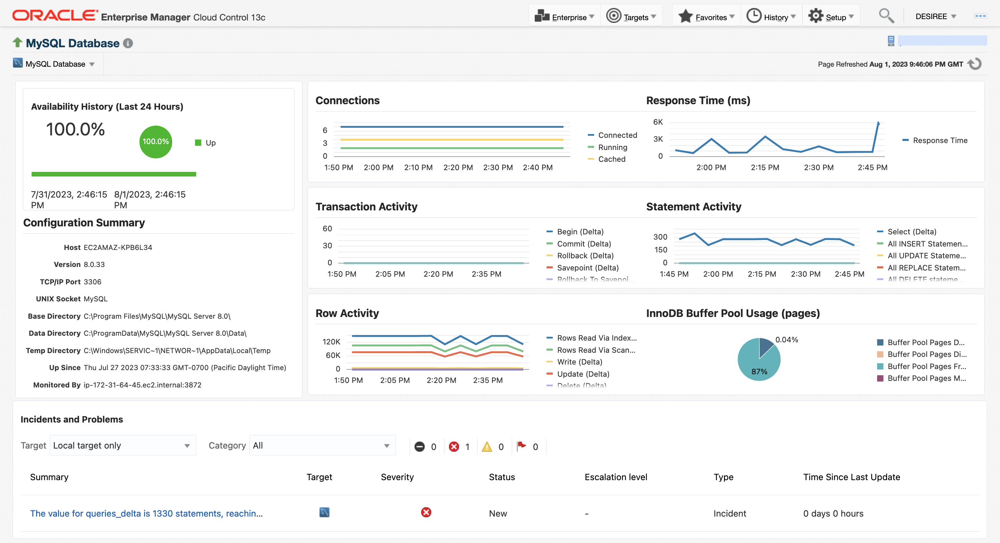 ORACLE Enterprise Manager Cloud Control 13c
Enterprise
Targets
Favorites
History
Setup
DESIREE
MySQL Database
MySQL Database
Page Refreshed Aug 1, 2023 9:46:06 PM GMT
Availability History (Last 24 Hours)
100.0%
100.0%
Up
7/31/2023, 2:46:15 PM
8/1/2023, 2:46:15 PM
Configuration Summary
Host EC2AMAZ-KPB6L34
Version 8.0.33
TCP/IP Port 3306
UNIX Socket MySQL
Base Directory C:\Program Files\MySQL\MySQL Server 8.0\
Data Directory C:\ProgramData\MySQL\MySQL Server 8.0\Data\
Temp Directory C:\Windows\SERVIC~1\NETWOR~1\AppData\Local\Temp
Up Since Thu Jul 27 2023 07:33:33 GMT-0700 (Pacific Daylight Time)
Monitored By ip-172-31-64-45.ec2.internal:3872
Connections
6
3
0
1:50 PM 2:00 PM 2:10 PM 2:20 PM 2:30 PM 2:40 PM
Connected
Running
Cached
Response Time (ms)
6K
3K
0
2:00 PM 2:15 PM 2:30 PM 2:45 PM
Response Time
Transaction Activity
60
30
0
1:50 PM 2:05 PM 2:20 PM 2:35 PM
Begin (Delta)
Commit (Delta)
Rollback (Delta)
Savepoint (Delta)
Rollback To Savepoi...
Statement Activity
300
150
0
1:45 PM 2:00 PM 2:15 PM 2:30 PM 2:45 PM
Select (Delta)
All INSERT Statemen...
All UPDATE Stateme...
All REPLACE Statem...
All DELETE stateme...
Row Activity
120K
60K
0
1:50 PM 2:05 PM 2:20 PM 2:35 PM
Rows Read Via Index...
Rows Read Via Scan...
Write (Delta)
Update (Delta)
Delete (Delta)
InnoDB Buffer Pool Usage (pages)
0.04%
87%
Buffer Pool Pages D...
Buffer Pool Pages Di...
Buffer Pool Pages Fr...
Buffer Pool Pages M...
Incidents and Problems
Target Local target only Category All 0 1 0 0
Summary Target Severity Status Escalation level Type Time Since Last Update
The value for queries_delta is 1330 statements, reachin... New - Incident 0 days 0 hours